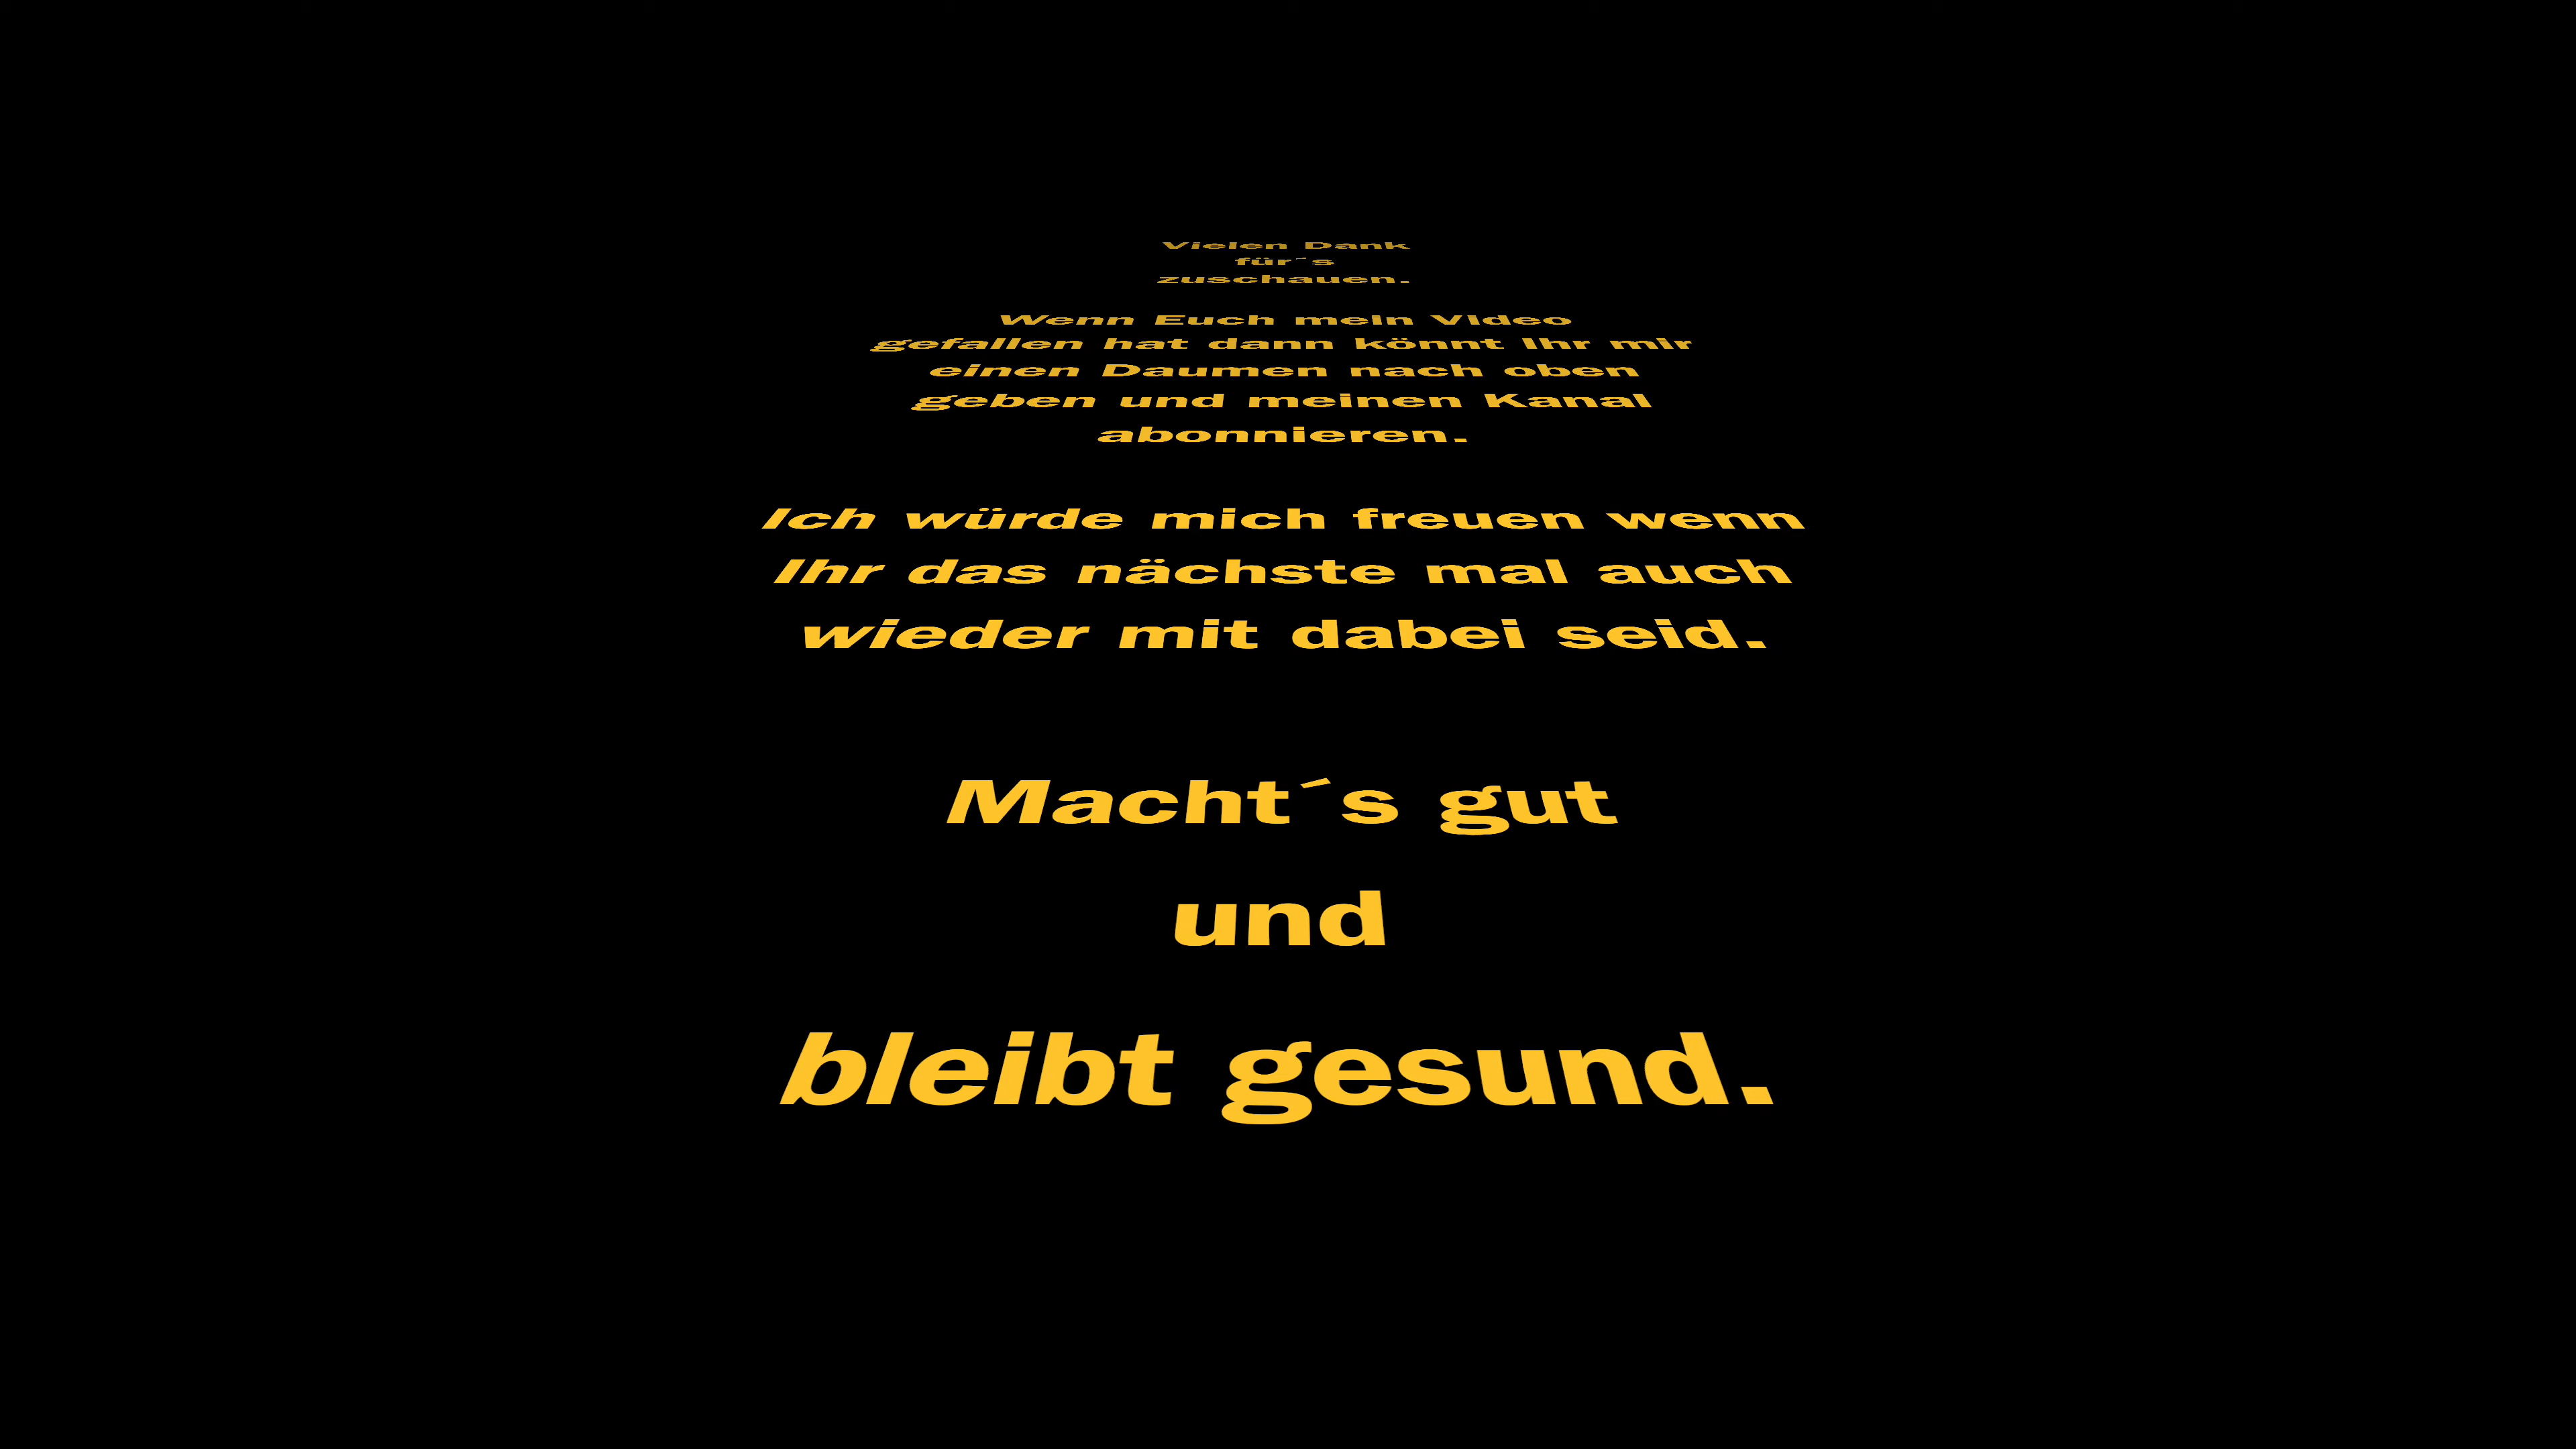 Vielen Dank
für´s
zuschauen.
Wenn Euch mein Video
gefallen hat dann könnt Ihr mir
einen Daumen nach oben
geben und meinen Kanal
abonnieren.
Ich würde mich freuen wenn
Ihr das nächste mal auch
wieder mit dabei seid.
Macht´s gut
und
bleibt gesund.